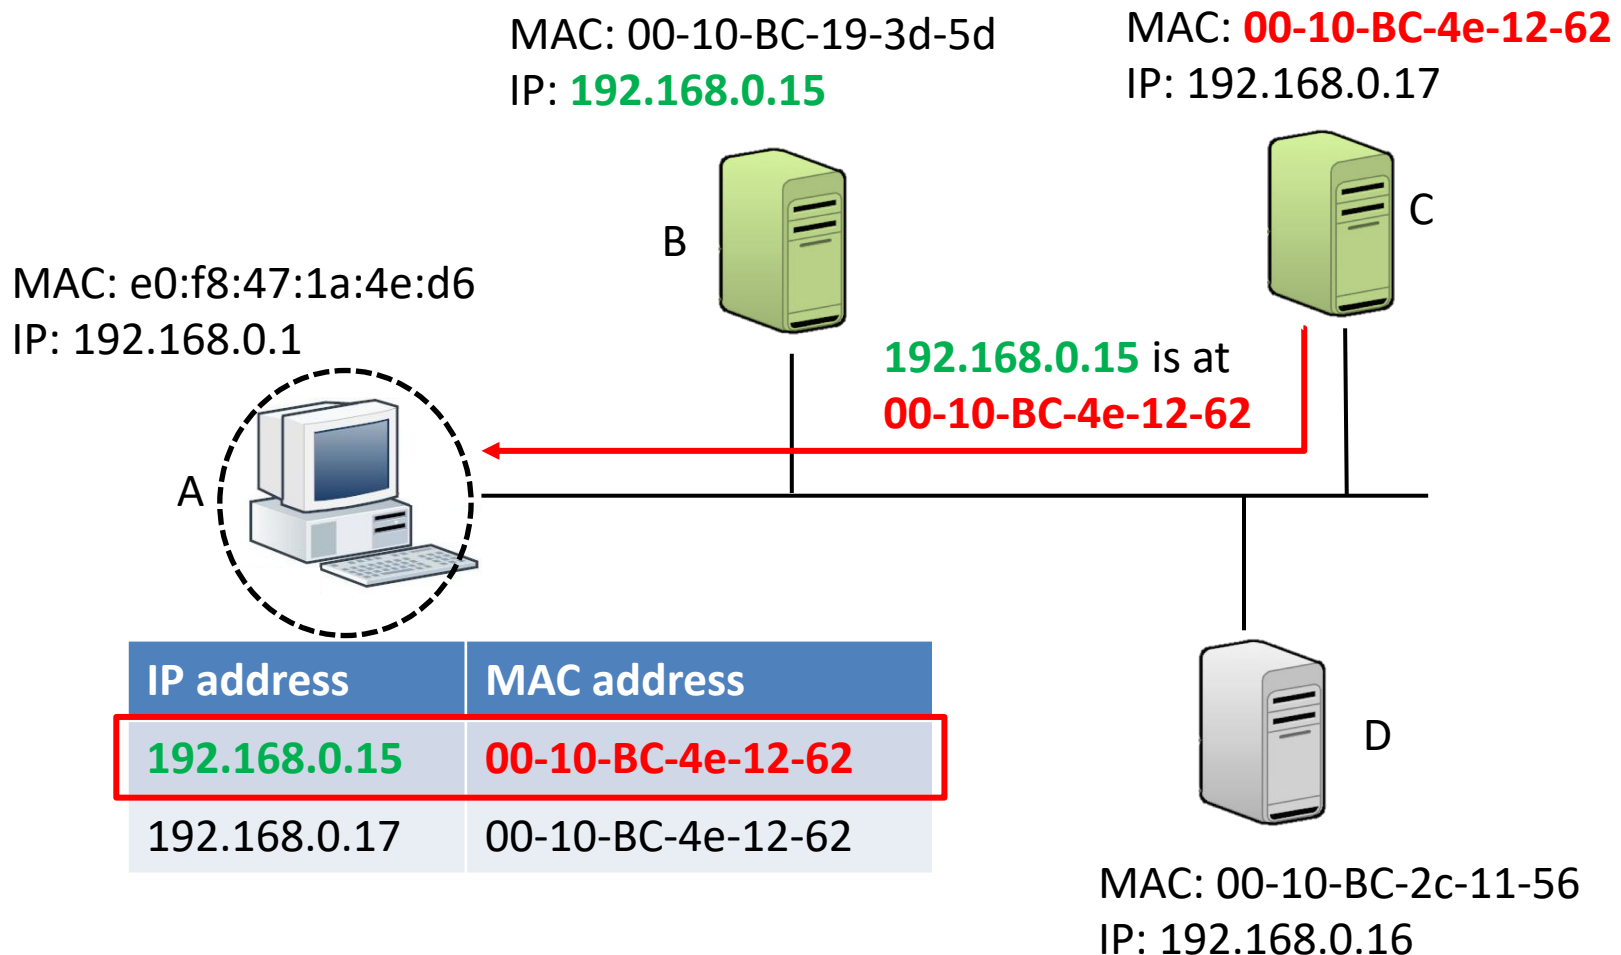 MAC: 00-10-BC-19-3d-5d
IP: 192.168.0.15
MAC: 00-10-BC-4e-12-62
IP: 192.168.0.17
B
C
MAC: e0:f8:47:1a:4e:d6
IP: 192.168.0.1
192.168.0.15 is at
00-10-BC-4e-12-62
A
IP address MAC address
192.168.0.15 00-10-BC-4e-12-62
192.168.0.17 00-10-BC-4e-12-62
D
MAC: 00-10-BC-2c-11-56
IP: 192.168.0.16